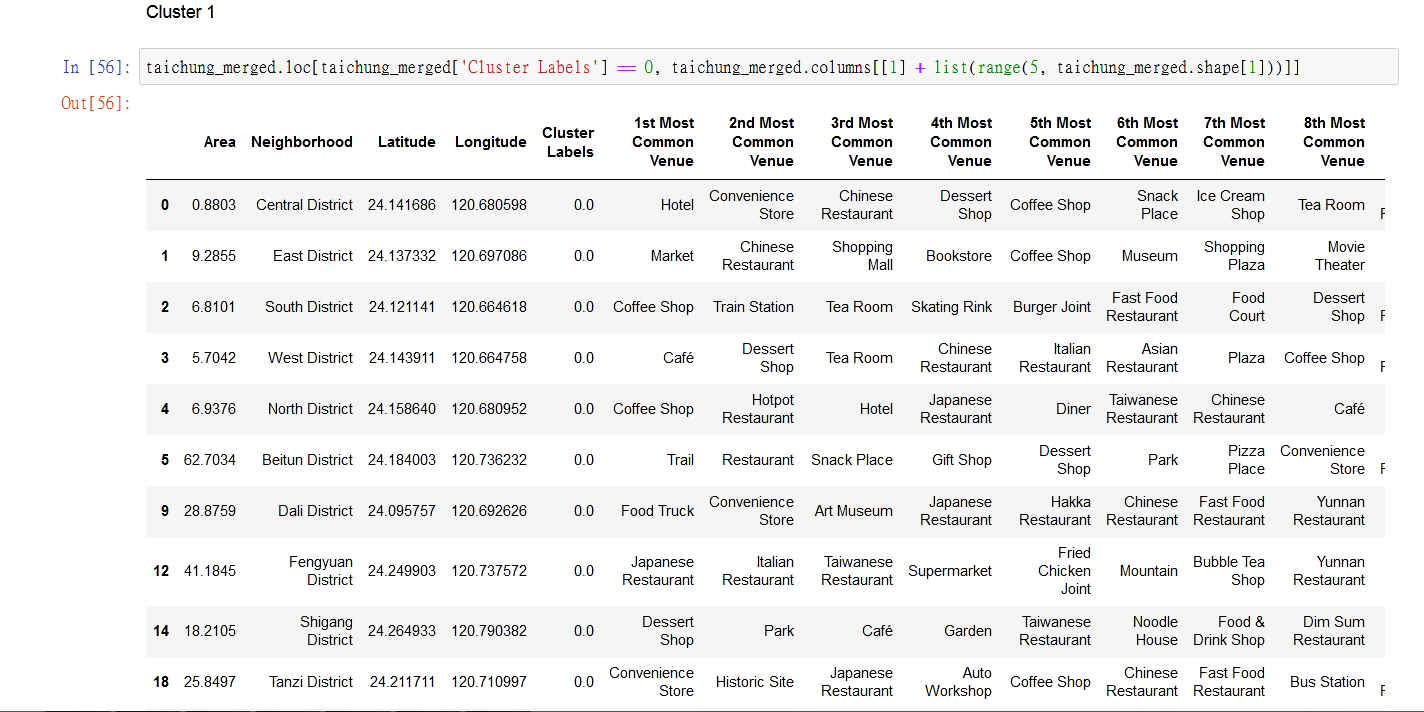 Cluster 1
In [56]: taichung_merged.loc[taichung_merged['Cluster Labels'] == 0, taichung_merged.columns[[1] + list(range(5, taichung_merged.shape[1]))]]
Out[56]:
Area Neighborhood Latitude Longitude Cluster Labels 1st Most Common Venue 2nd Most Common Venue 3rd Most Common Venue 4th Most Common Venue 5th Most Common Venue 6th Most Common Venue 7th Most Common Venue 8th Most Common Venue
0 0.8803 Central District 24.141686 120.680598 0.0 Hotel Convenience Store Chinese Restaurant Dessert Shop Coffee Shop Snack Place Ice Cream Shop Tea Room
1 9.2855 East District 24.137332 120.697086 0.0 Market Chinese Restaurant Shopping Mall Bookstore Coffee Shop Museum Shopping Plaza Movie Theater
2 6.8101 South District 24.121141 120.664618 0.0 Coffee Shop Train Station Tea Room Skating Rink Burger Joint Fast Food Restaurant Food Court Dessert Shop
3 5.7042 West District 24.143911 120.664758 0.0 Café Dessert Shop Tea Room Chinese Restaurant Italian Restaurant Asian Restaurant Plaza Coffee Shop
4 6.9376 North District 24.158640 120.680952 0.0 Coffee Shop Hotpot Restaurant Hotel Japanese Restaurant Diner Taiwanese Restaurant Chinese Restaurant Café
5 62.7034 Beitun District 24.184003 120.736232 0.0 Trail Restaurant Snack Place Gift Shop Dessert Shop Park Pizza Place Convenience Store
9 28.8759 Dali District 24.095757 120.692626 0.0 Food Truck Convenience Store Art Museum Japanese Restaurant Hakka Restaurant Chinese Restaurant Fast Food Restaurant Yunnan Restaurant
12 41.1845 Fengyuan District 24.249903 120.737572 0.0 Japanese Restaurant Italian Restaurant Taiwanese Restaurant Supermarket Fried Chicken Joint Mountain Bubble Tea Shop Yunnan Restaurant
14 18.2105 Shigang District 24.264933 120.790382 0.0 Dessert Shop Park Café Garden Taiwanese Restaurant Noodle House Food & Drink Shop Dim Sum Restaurant
18 25.8497 Tanzi District 24.211711 120.710997 0.0 Convenience Store Historic Site Japanese Restaurant Auto Workshop Coffee Shop Chinese Restaurant Fast Food Restaurant Bus Station